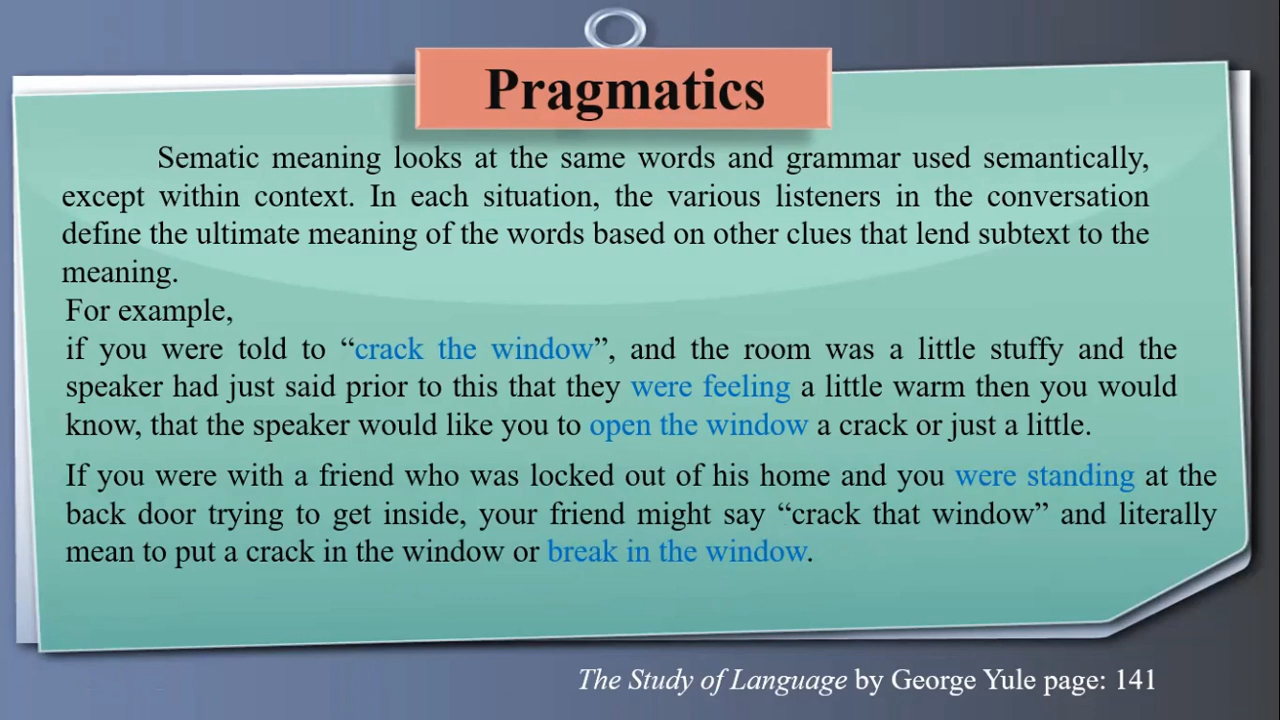 Pragmatics
Sematic meaning looks at the same words and grammar used semantically,
except within context. In each situation, the various listeners in the conversation
define the ultimate meaning of the words based on other clues that lend subtext to the
meaning.
For example,
if you were told to “crack the window”, and the room was a little stuffy and the
speaker had just said prior to this that they were feeling a little warm then you would
know, that the speaker would like you to open the window a crack or just a little.
If you were with a friend who was locked out of his home and you were standing at the
back door trying to get inside, your friend might say “crack that window” and literally
mean to put a crack in the window or break in the window.
The Study of Language by George Yule page: 141